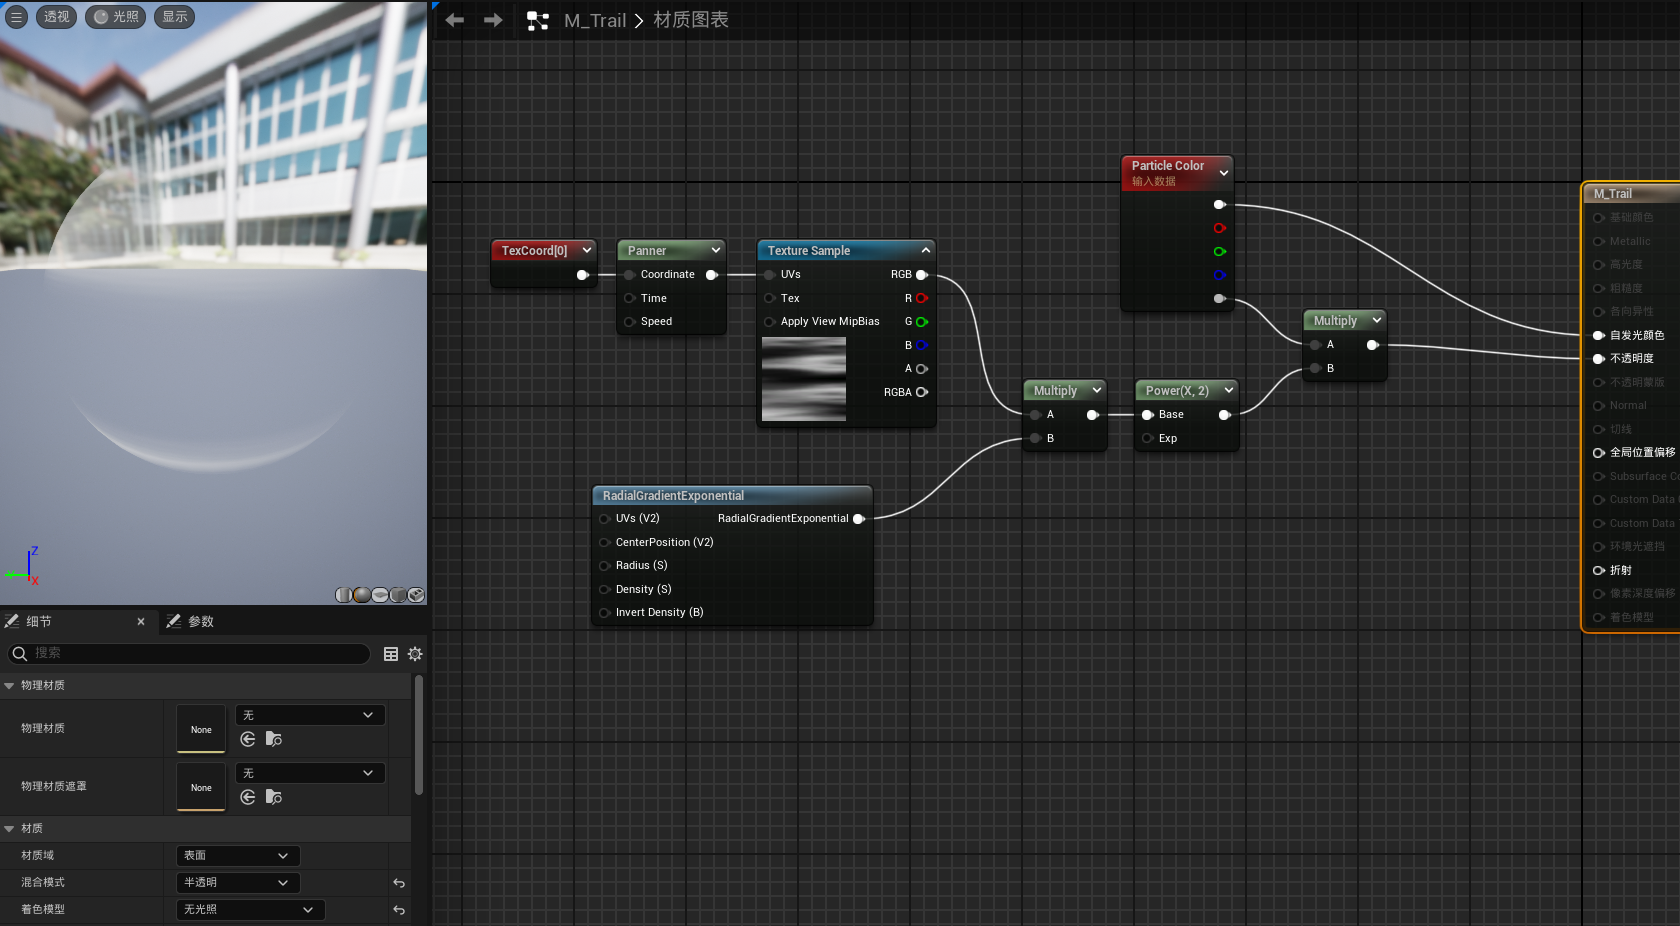 透视
光照
显示
M_Trail
材质图表
TexCoord[0]
Panner
Coordinate
Time
Speed
Texture Sample
UVs
Tex
Apply View MipBias
RGB
R
G
B
A
RGBA
Particle Color
输入数据
Multiply
A
B
Multiply
A
B
Power(X, 2)
Base
Exp
RadialGradientExponential
UVs (V2)
RadialGradientExponential
CenterPosition (V2)
Radius (S)
Density (S)
Invert Density (B)
M_Trail
基础颜色
Metallic
高光度
粗糙度
各向异性
自发光颜色
不透明度
不透明蒙版
Normal
切线
全局位置偏移
Subsurface Co
Custom Data
Custom Data
环境光遮挡
折射
像素深度偏移
着色模型
Z
Y
X
细节
参数
搜索
物理材质
物理材质
None
无
物理材质遮罩
None
无
材质
材质域
表面
混合模式
半透明
着色模型
无光照